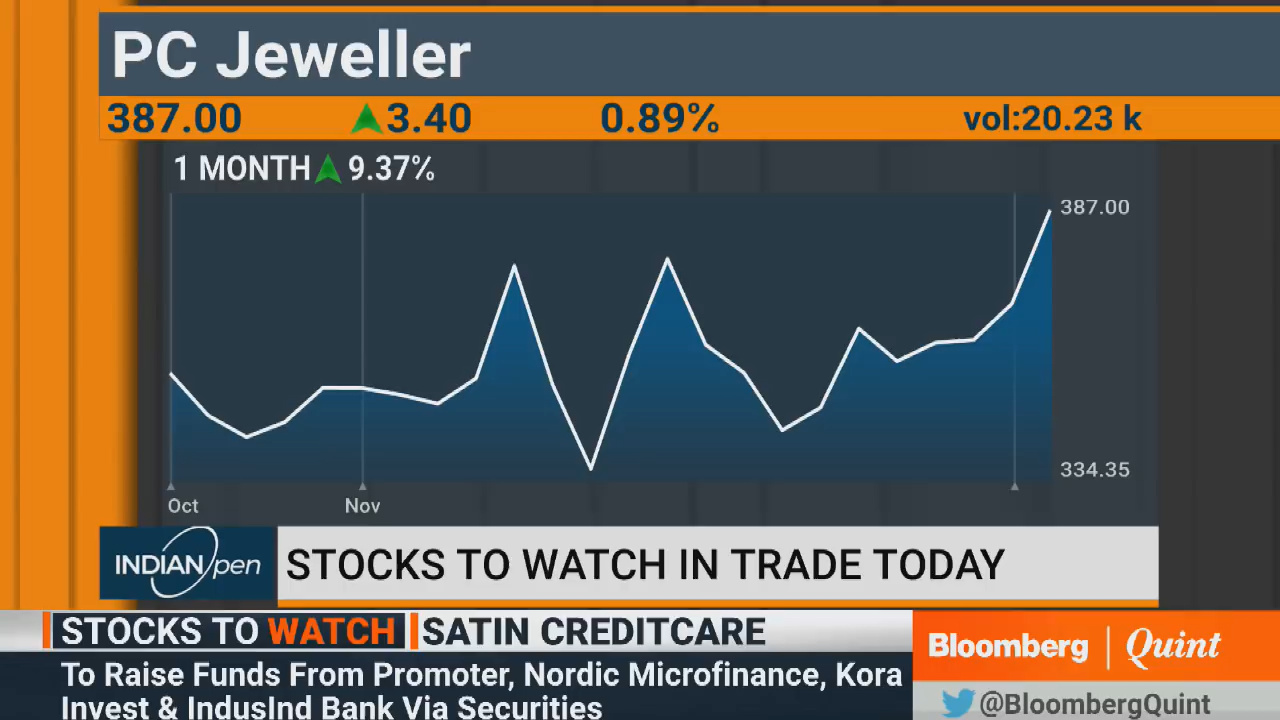 PC Jeweller
387.00 3.40 0.89% vol:20.23 k
1 MONTH 9.37%
387.00
334.35
Oct Nov
INDIAN pen STOCKS TO WATCH IN TRADE TODAY
STOCKS TO WATCH SATIN CREDITCARE
To Raise Funds From Promoter, Nordic Microfinance, Kora
Invest & IndusInd Bank Via Securities
Bloomberg | Quint
@BloombergQuint